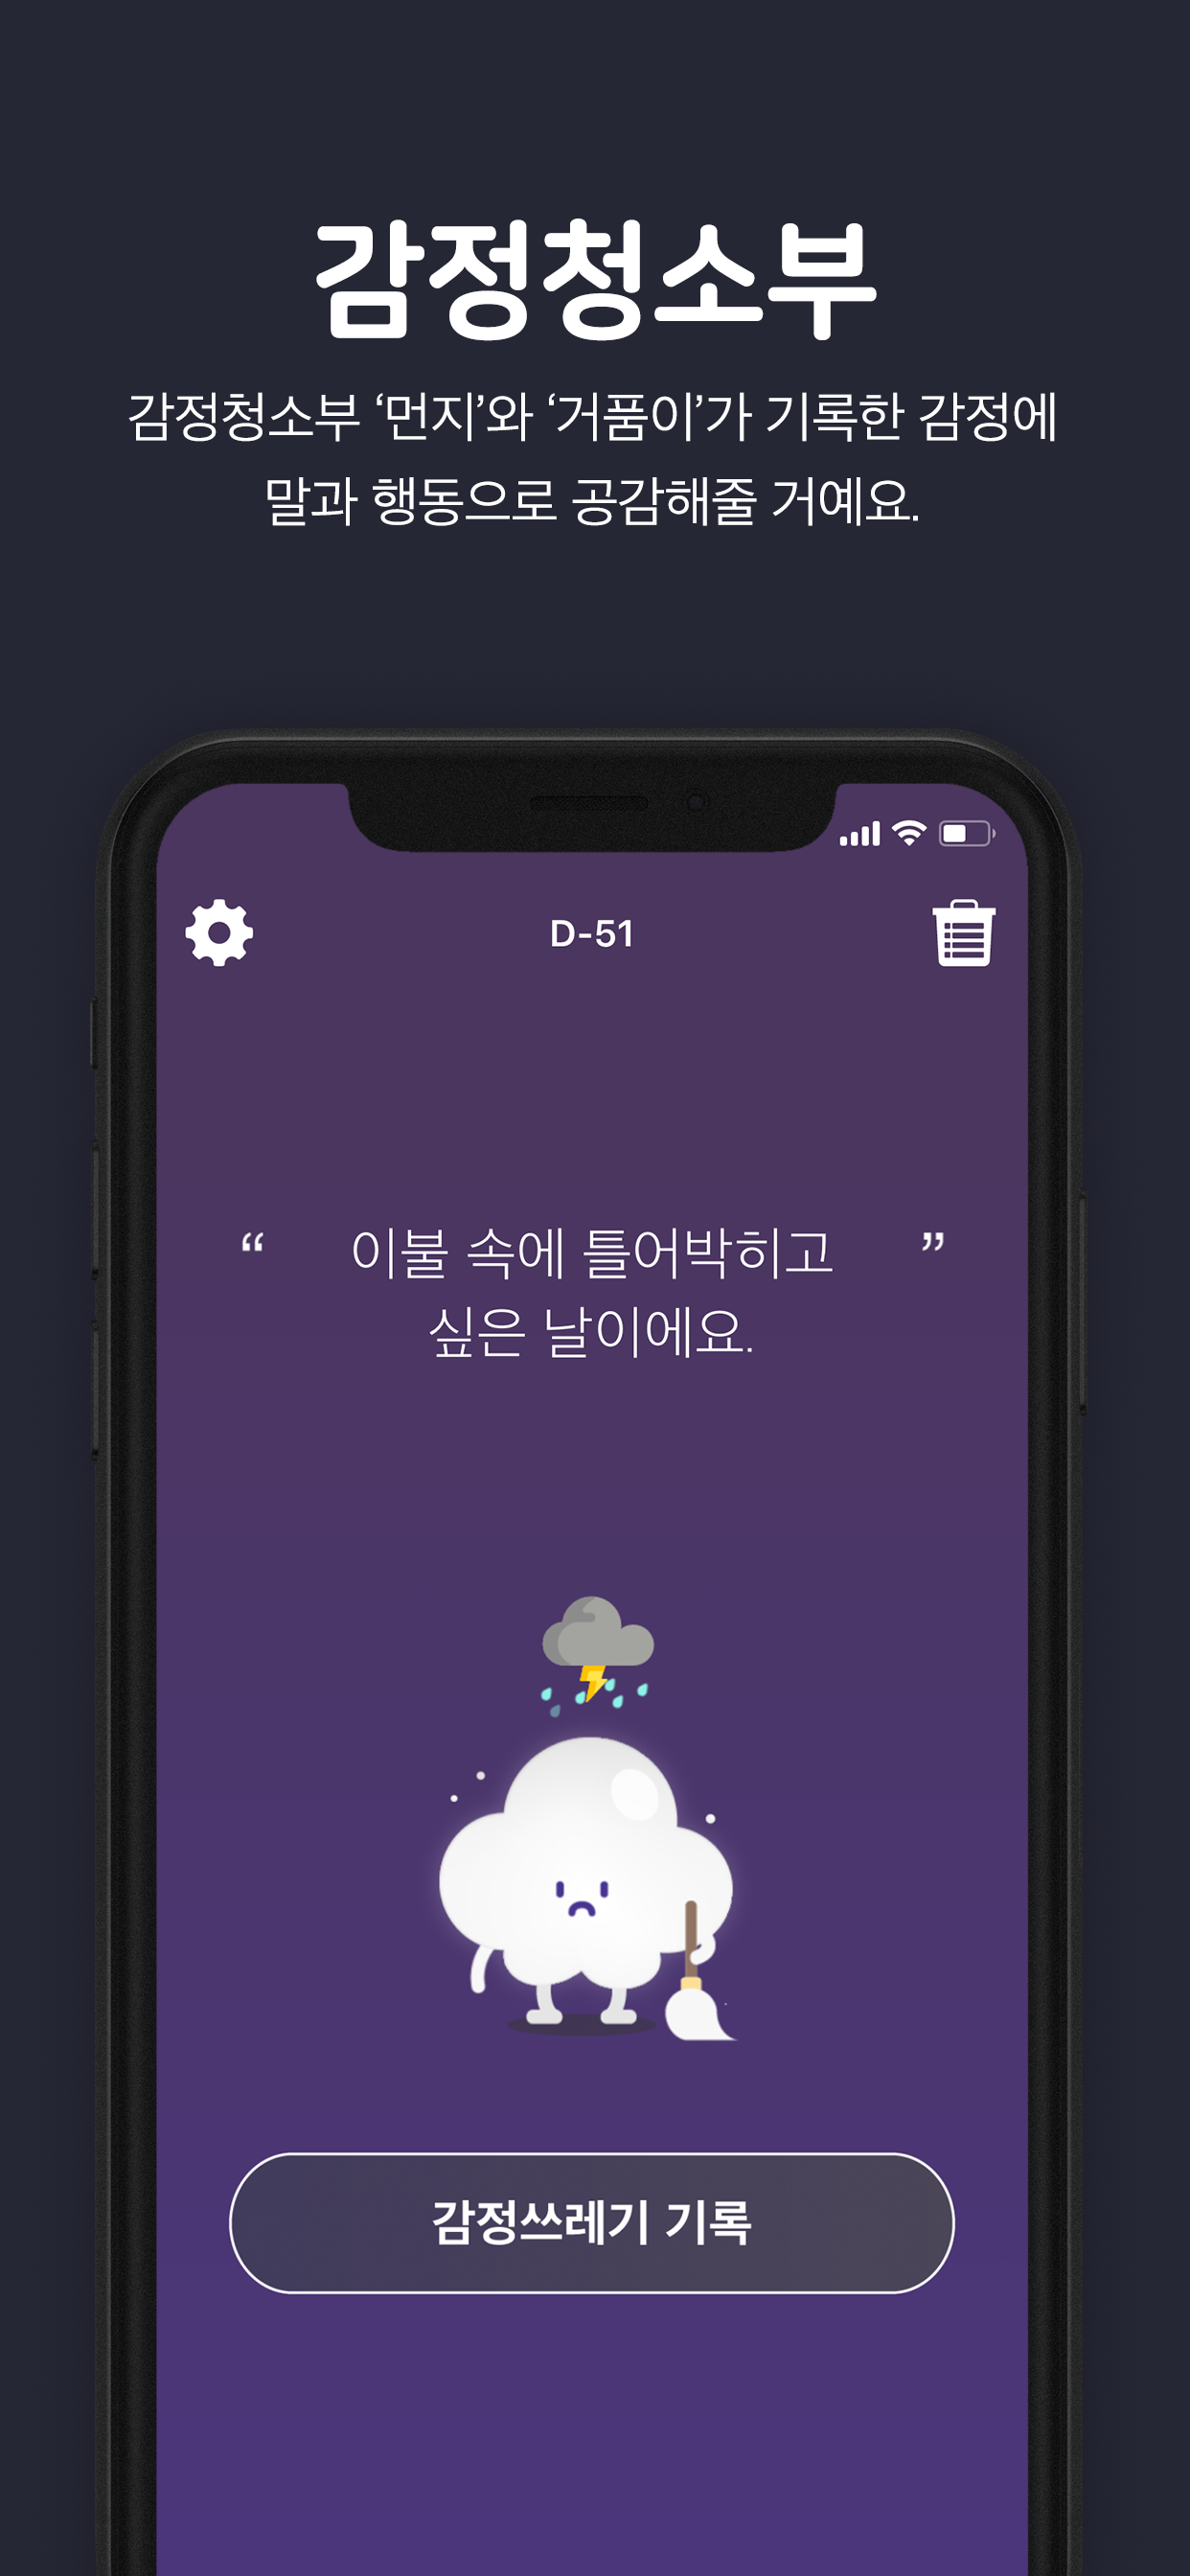 감정청소부
감정청소부 ‘먼지’와 ‘거품이’가 기록한 감정에
말과 행동으로 공감해줄 거예요.
D-51
“ 이불 속에 틀어박히고 ”
싶은 날이에요.
감정쓰레기 기록